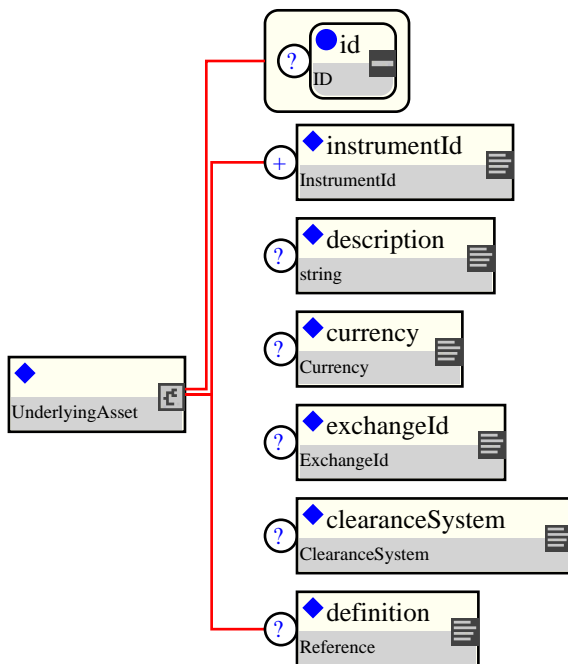 ? id
ID
+ instrumentId
InstrumentId
? description
string
? currency
Currency
UnderlyingAsset
? exchangeId
ExchangeId
? clearanceSystem
ClearanceSystem
? definition
Reference